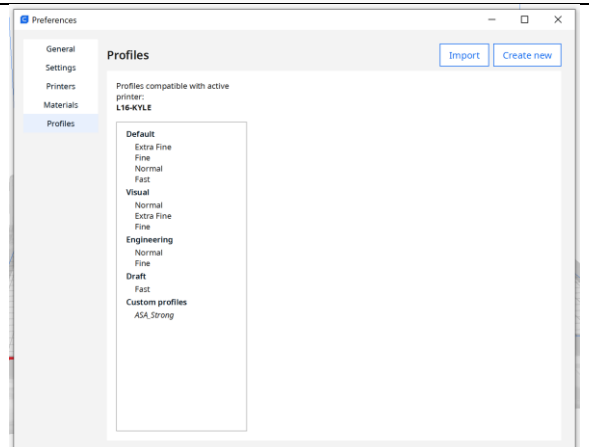 Preferences
General
Settings
Printers
Materials
Profiles
Profiles
Import
Create new
Profiles compatible with active
printer:
L16-KYLE
Default
Extra Fine
Fine
Normal
Fast
Visual
Normal
Extra Fine
Fine
Engineering
Normal
Fine
Draft
Fast
Custom profiles
ASA_Strong